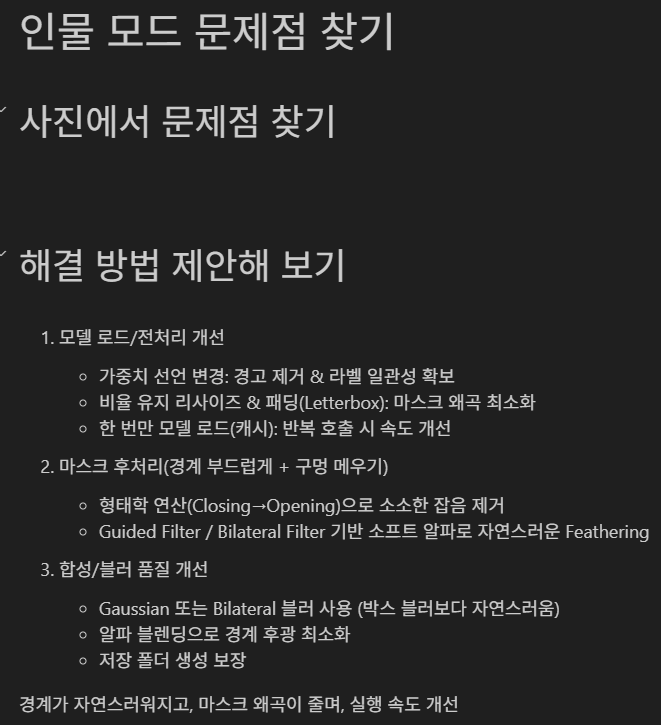 인물 모드 문제점 찾기
사진에서 문제점 찾기
해결 방법 제안해 보기
1. 모델 로드/전처리 개선
◦ 가중치 선언 변경: 경고 제거 & 라벨 일관성 확보
◦ 비율 유지 리사이즈 & 패딩(Letterbox): 마스크 왜곡 최소화
◦ 한 번만 모델 로드(캐시): 반복 호출 시 속도 개선
2. 마스크 후처리(경계 부드럽게 + 구멍 메우기)
◦ 형태학 연산(Closing→Opening)으로 소소한 잡음 제거
◦ Guided Filter / Bilateral Filter 기반 소프트 알파로 자연스러운 Feathering
3. 합성/블러 품질 개선
◦ Gaussian 또는 Bilateral 블러 사용 (박스 블러보다 자연스러움)
◦ 알파 블렌딩으로 경계 후광 최소화
◦ 저장 폴더 생성 보장
경계가 자연스러워지고, 마스크 왜곡이 줄며, 실행 속도 개선